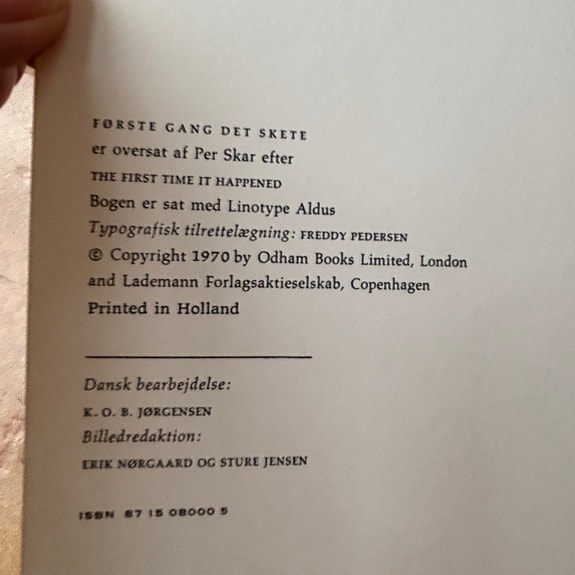 FØRSTE GANG DET SKETE
er oversat af Per Skar efter
THE FIRST TIME IT HAPPENED
Bogen er sat med Linotype Aldus
Typografisk tilrettelægning: FREDDY PEDERSEN
© Copyright 1970 by Odham Books Limited, London
and Lademann Forlagsaktieselskab, Copenhagen
Printed in Holland
Dansk bearbejdelse:
K. O. B. JØRGENSEN
Billedredaktion:
ERIK NØRGAARD OG STURE JENSEN
ISBN 87 15 08000 5